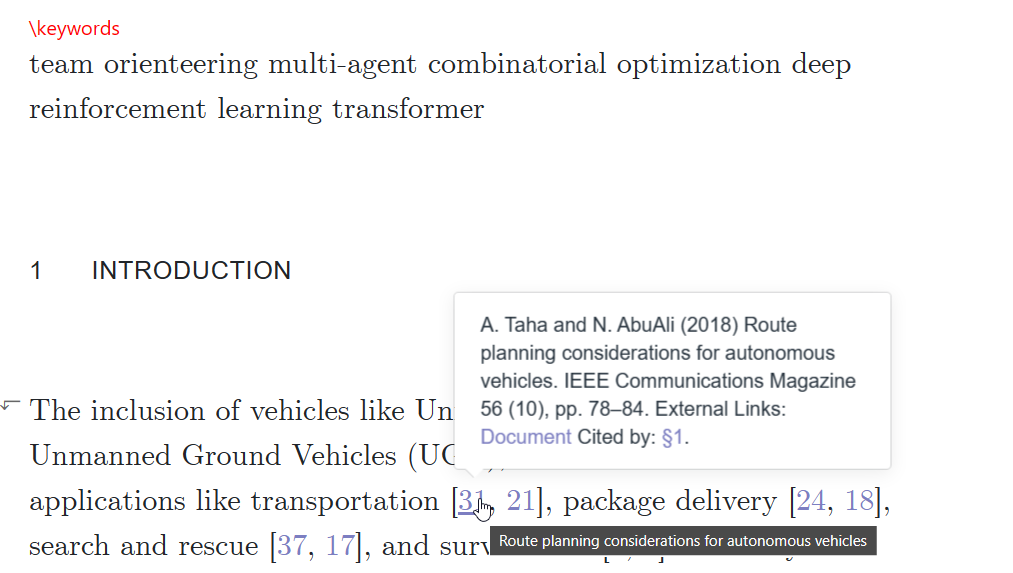 \keywords
team orienteering multi-agent combinatorial optimization deep
reinforcement learning transformer
1 INTRODUCTION
A. Taha and N. AbuAli (2018) Route
planning considerations for autonomous
vehicles. IEEE Communications Magazine
56 (10), pp. 78–84. External Links:
Document Cited by: §1.
The inclusion of vehicles like Un
Unmanned Ground Vehicles (UG
applications like transportation [31, 21], package delivery [24, 18],
search and rescue [37, 17], and surv
Route planning considerations for autonomous vehicles